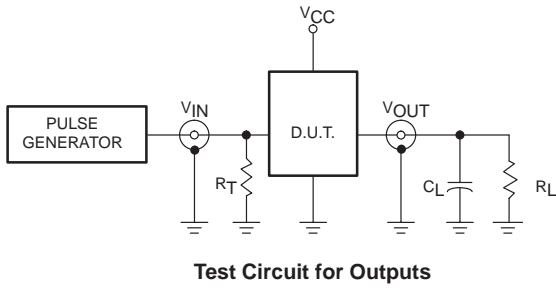 VCC
PULSE
GENERATOR
VIN
D.U.T.
VOUT
RT
CL
RL
Test Circuit for Outputs